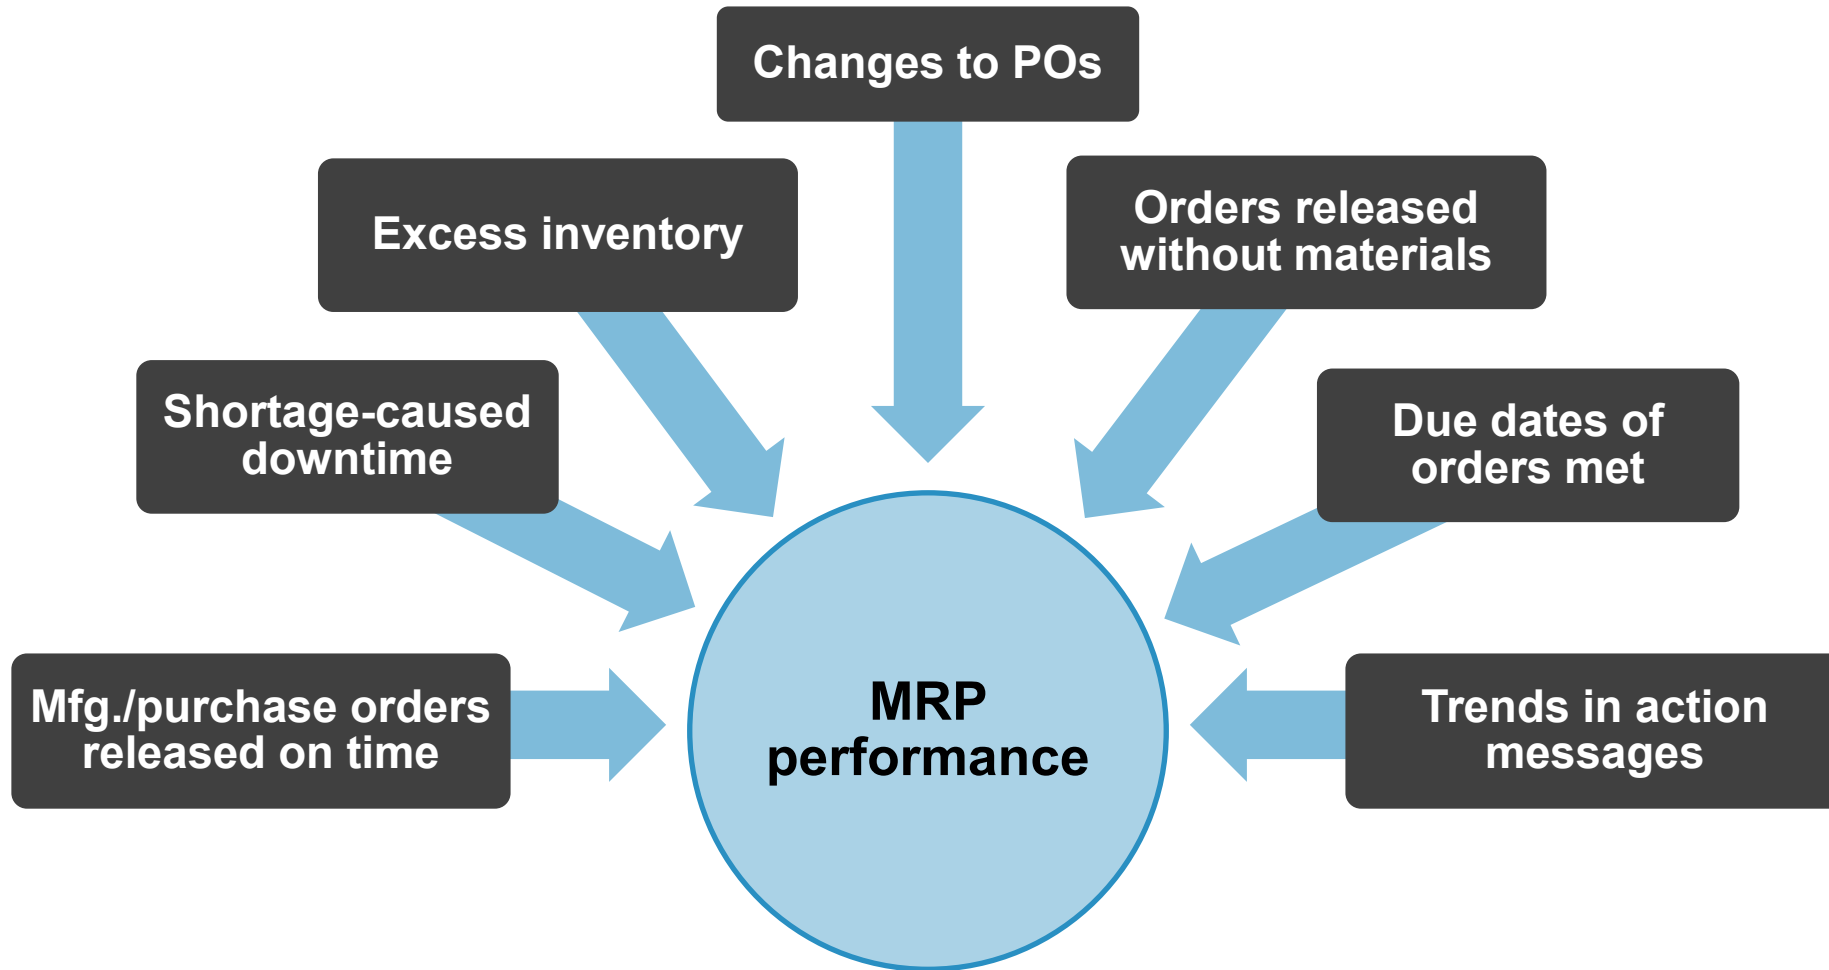 Changes to POs
Excess inventory
Orders released
without materials
Shortage-caused
downtime
Due dates of
orders met
Mfg./purchase orders
released on time
MRP
performance
Trends in action
messages